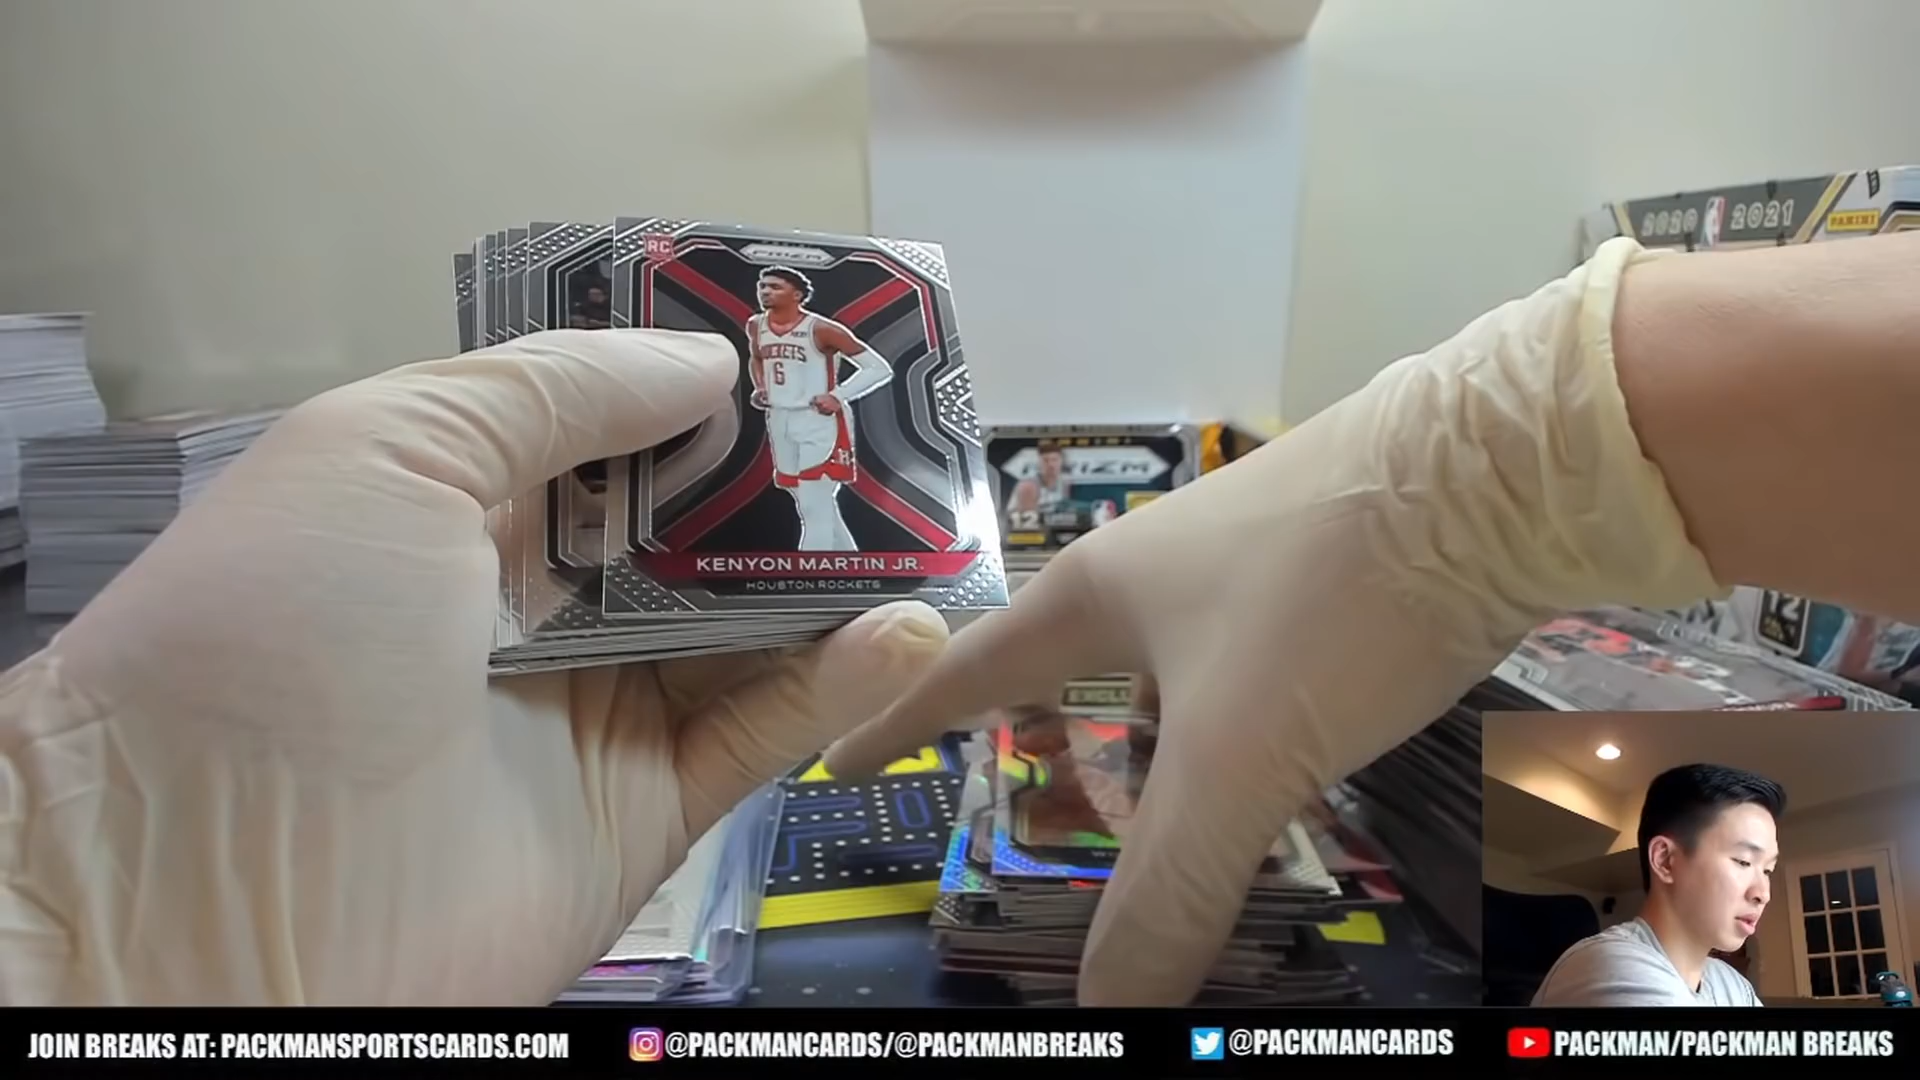 2020 2021
PANINI
RC
PRIZM
ROCKETS
6
PRIZM
12
KENYON MARTIN JR.
HOUSTON ROCKETS
12
JOIN BREAKS AT: PACKMANSPORTSCARDS.COM
@PACKMANCARDS/@PACKMANBREAKS
@PACKMANCARDS
PACKMAN/PACKMAN BREAKS